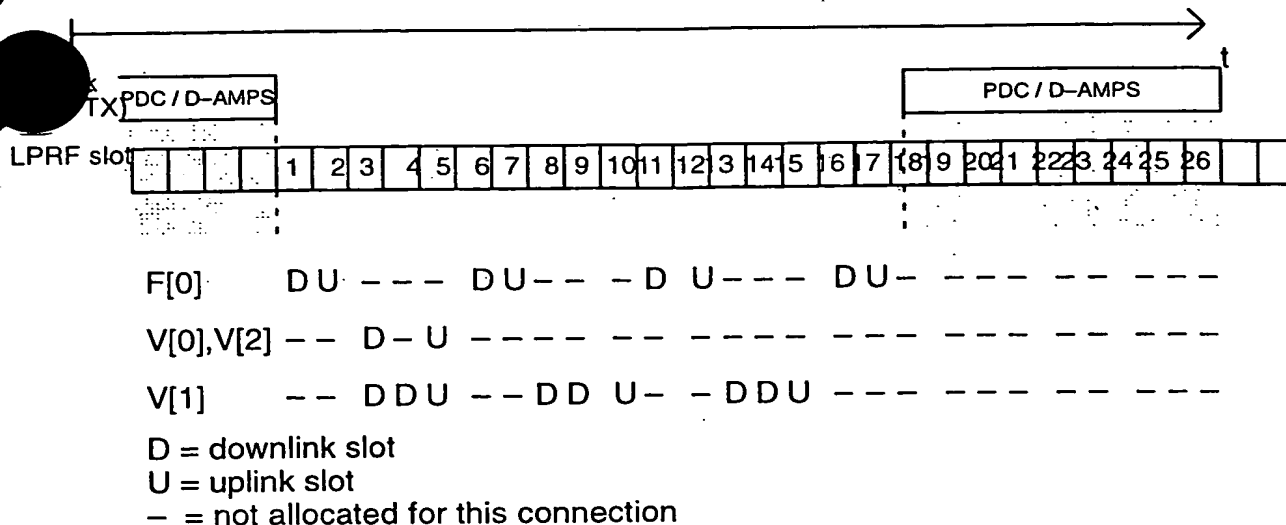 t
TX)
PDC / D–AMPS
PDC / D–AMPS
LPRF slot
1 2 3 4 5 6 7 8 9 10 11 12 13 14 15 16 17 18 19 20 21 22 23 24 25 26
F[0] D U – – – D U – – – D U – – – D U – – – – – – – – –
V[0],V[2] – – D – U – – – – – – – – – – – – – – – – – – – – –
V[1] – – D D U – – D D U – – D D U – – – – – – – – – – –
D = downlink slot
U = uplink slot
– = not allocated for this connection